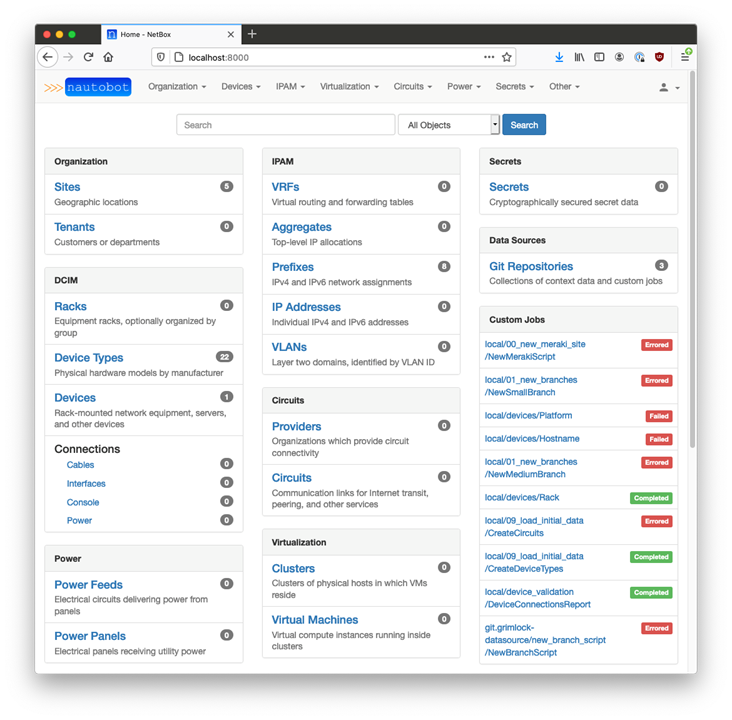 Home - NetBox
localhost:8000
nautobot
Organization Devices IPAM Virtualization Circuits Power Secrets Other
Search All Objects Search
Organization
Sites 5
Geographic locations
Tenants 0
Customers or departments
DCIM
Racks 0
Equipment racks, optionally organized by
group
Device Types 22
Physical hardware models by manufacturer
Devices 1
Rack-mounted network equipment, servers,
and other devices
Connections
Cables 0
Interfaces 0
Console 0
Power 0
Power
Power Feeds 0
Electrical circuits delivering power from
panels
Power Panels 0
Electrical panels receiving utility power
IPAM
VRFs 0
Virtual routing and forwarding tables
Aggregates 0
Top-level IP allocations
Prefixes 8
IPv4 and IPv6 network assignments
IP Addresses 0
Individual IPv4 and IPv6 addresses
VLANs 0
Layer two domains, identified by VLAN ID
Circuits
Providers 0
Organizations which provide circuit
connectivity
Circuits 0
Communication links for Internet transit,
peering, and other services
Virtualization
Clusters 0
Clusters of physical hosts in which VMs
reside
Virtual Machines 0
Virtual compute instances running inside
clusters
Secrets
Secrets 0
Cryptographically secured secret data
Data Sources
Git Repositories 3
Collections of context data and custom jobs
Custom Jobs
local/00_new_meraki_site Errored
/NewMerakiScript
local/01_new_branches Errored
/NewSmallBranch
local/devices/Platform Failed
local/devices/Hostname Failed
local/01_new_branches Errored
/NewMediumBranch
local/devices/Rack Completed
local/09_load_initial_data Errored
/CreateCircuits
local/09_load_initial_data Completed
/CreateDeviceTypes
local/device_validation Completed
/DeviceConnectionsReport
git.grimlock- Errored
datasource/new_branch_script
/NewBranchScript